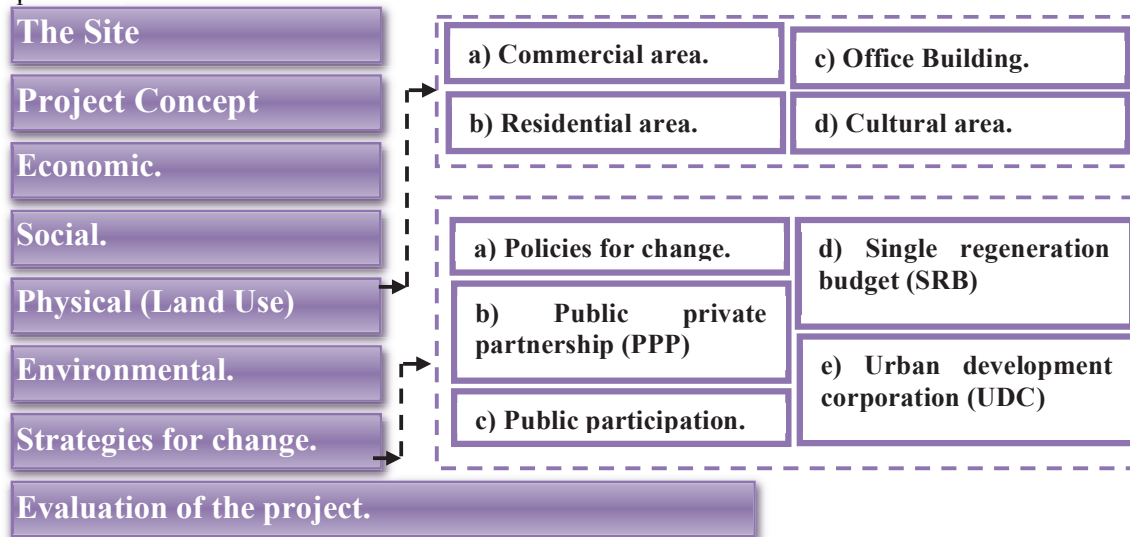 The Site
Project Concept
Economic.
Social.
Physical (Land Use)
Environmental.
Strategies for change.
Evaluation of the project.
a) Commercial area.
b) Residential area.
c) Office Building.
d) Cultural area.
a) Policies for change.
b) Public private
partnership (PPP)
c) Public participation.
d) Single regeneration
budget (SRB)
e) Urban development
corporation (UDC)